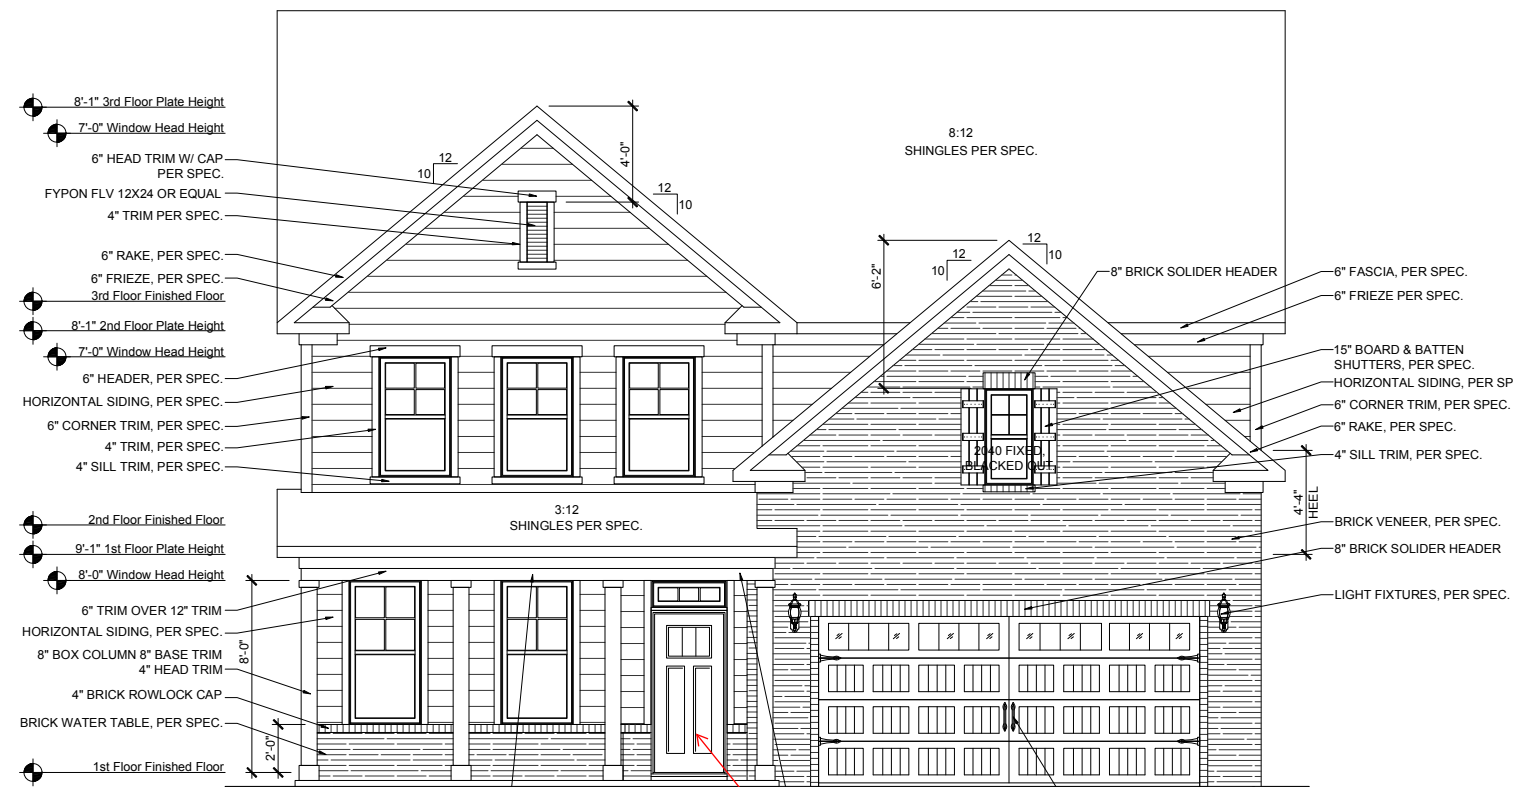 8'-1" 3rd Floor Plate Height
7'-0" Window Head Height
6" HEAD TRIM W/ CAP
PER SPEC.
FYPON FLV 12X24 OR EQUAL
4" TRIM PER SPEC.
6" RAKE, PER SPEC.
6" FRIEZE, PER SPEC.
3rd Floor Finished Floor
8'-1" 2nd Floor Plate Height
7'-0" Window Head Height
6" HEADER, PER SPEC.
HORIZONTAL SIDING, PER SPEC.
6" CORNER TRIM, PER SPEC.
4" TRIM, PER SPEC.
4" SILL TRIM, PER SPEC.
2nd Floor Finished Floor
9'-1" 1st Floor Plate Height
8'-0" Window Head Height
6" TRIM OVER 12" TRIM
HORIZONTAL SIDING, PER SPEC.
8" BOX COLUMN 8" BASE TRIM
4" HEAD TRIM
4" BRICK ROWLOCK CAP
BRICK WATER TABLE, PER SPEC.
1st Floor Finished Floor
8'-0"
2'-0"
12
10
4'-0"
12
10
8:12
SHINGLES PER SPEC.
6'-2"
12
10
12
10
8" BRICK SOLIDER HEADER
2040 FIXED,
BLACKED OUT
3:12
SHINGLES PER SPEC.
6" FASCIA, PER SPEC.
6" FRIEZE PER SPEC.
15" BOARD & BATTEN
SHUTTERS, PER SPEC.
HORIZONTAL SIDING, PER SP
6" CORNER TRIM, PER SPEC.
6" RAKE, PER SPEC.
4" SILL TRIM, PER SPEC.
4'-4"
HEEL
BRICK VENEER, PER SPEC.
8" BRICK SOLIDER HEADER
LIGHT FIXTURES, PER SPEC.